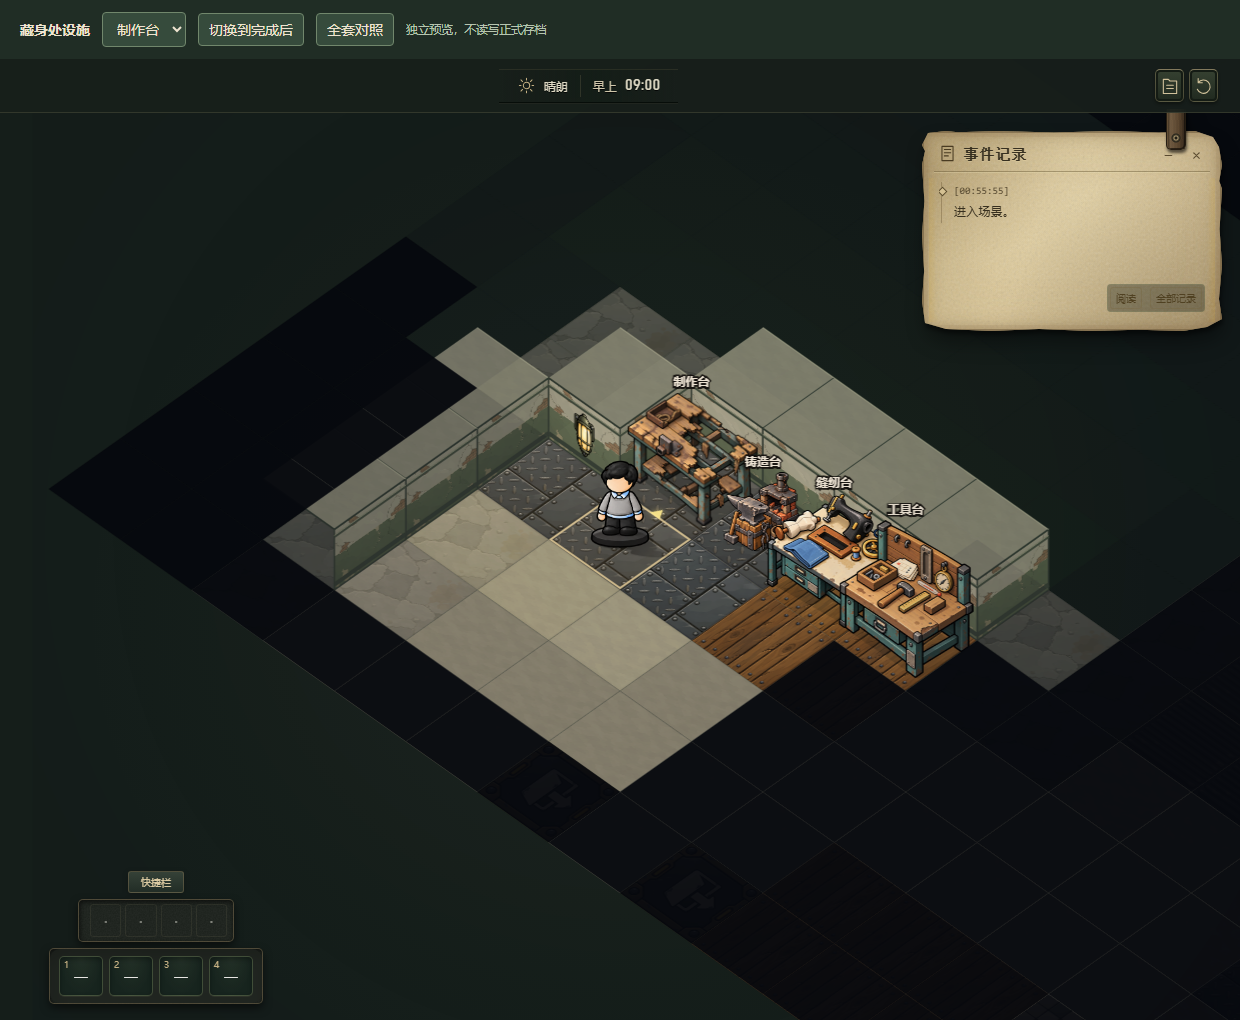 藏身处设施 制作台 切换到完成后 全套对照 独立预览，不读写正式存档
晴朗 早上 09:00
事件记录
[00:55:55]
进入场景。
阅读 全部记录
制作台
铸造台
缝纫台
工具台
快捷栏
1 2 3 4